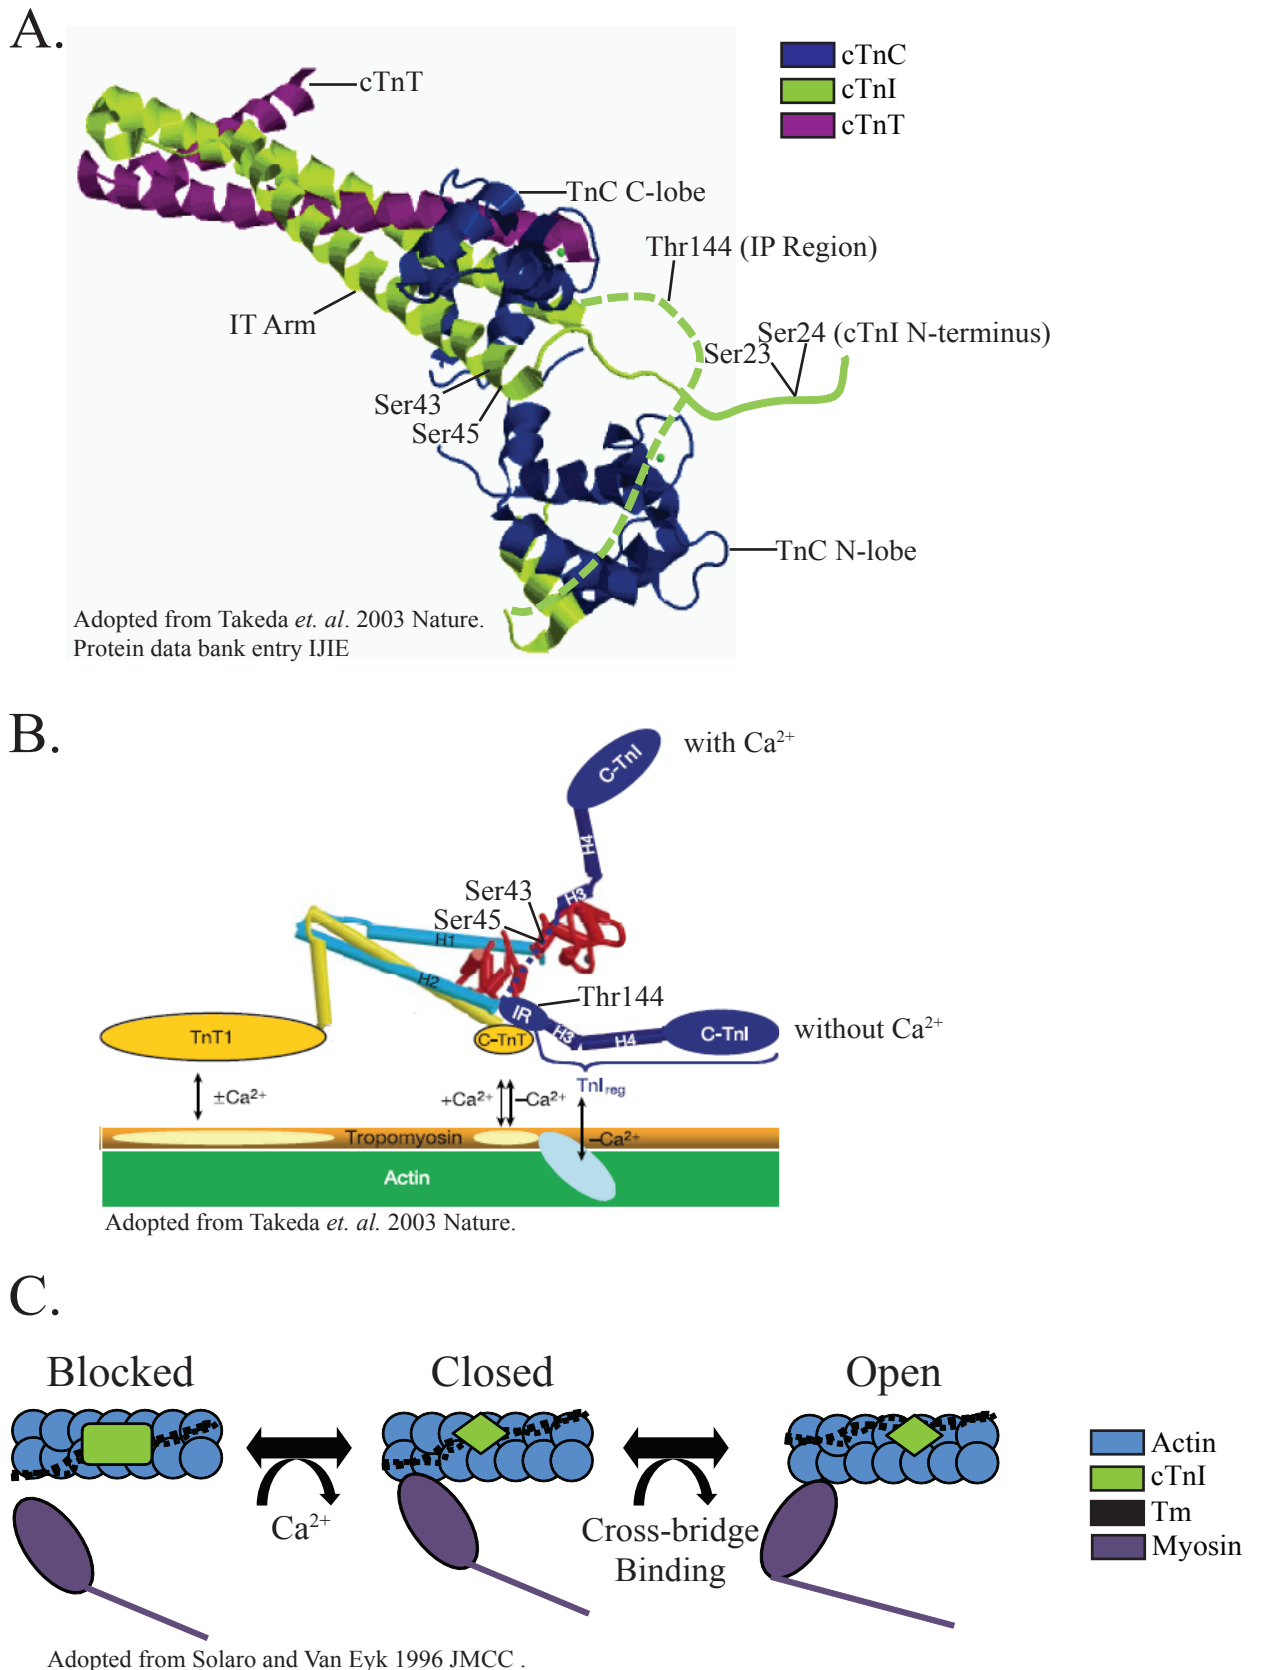 A.
cTnT
cTnC
cTnI
cTnT
TnC C-lobe
Thr144 (IP Region)
IT Arm
Ser24 (cTnI N-terminus)
Ser23
Ser43
Ser45
TnC N-lobe
Adopted from Takeda et. al. 2003 Nature.
Protein data bank entry IJIE
B.
with Ca²⁺
C-TnI
H4
H3
Ser43
Ser45
H1
H2
Thr144
IR
H3
H4
C-TnI
without Ca²⁺
TnT1
C-TnT
TnIreg
±Ca²⁺
+Ca²⁺
–Ca²⁺
Tropomyosin
–Ca²⁺
Actin
Adopted from Takeda et. al. 2003 Nature.
C.
Blocked
Closed
Open
Ca²⁺
Cross-bridge
Binding
Actin
cTnI
Tm
Myosin
Adopted from Solaro and Van Eyk 1996 JMCC .